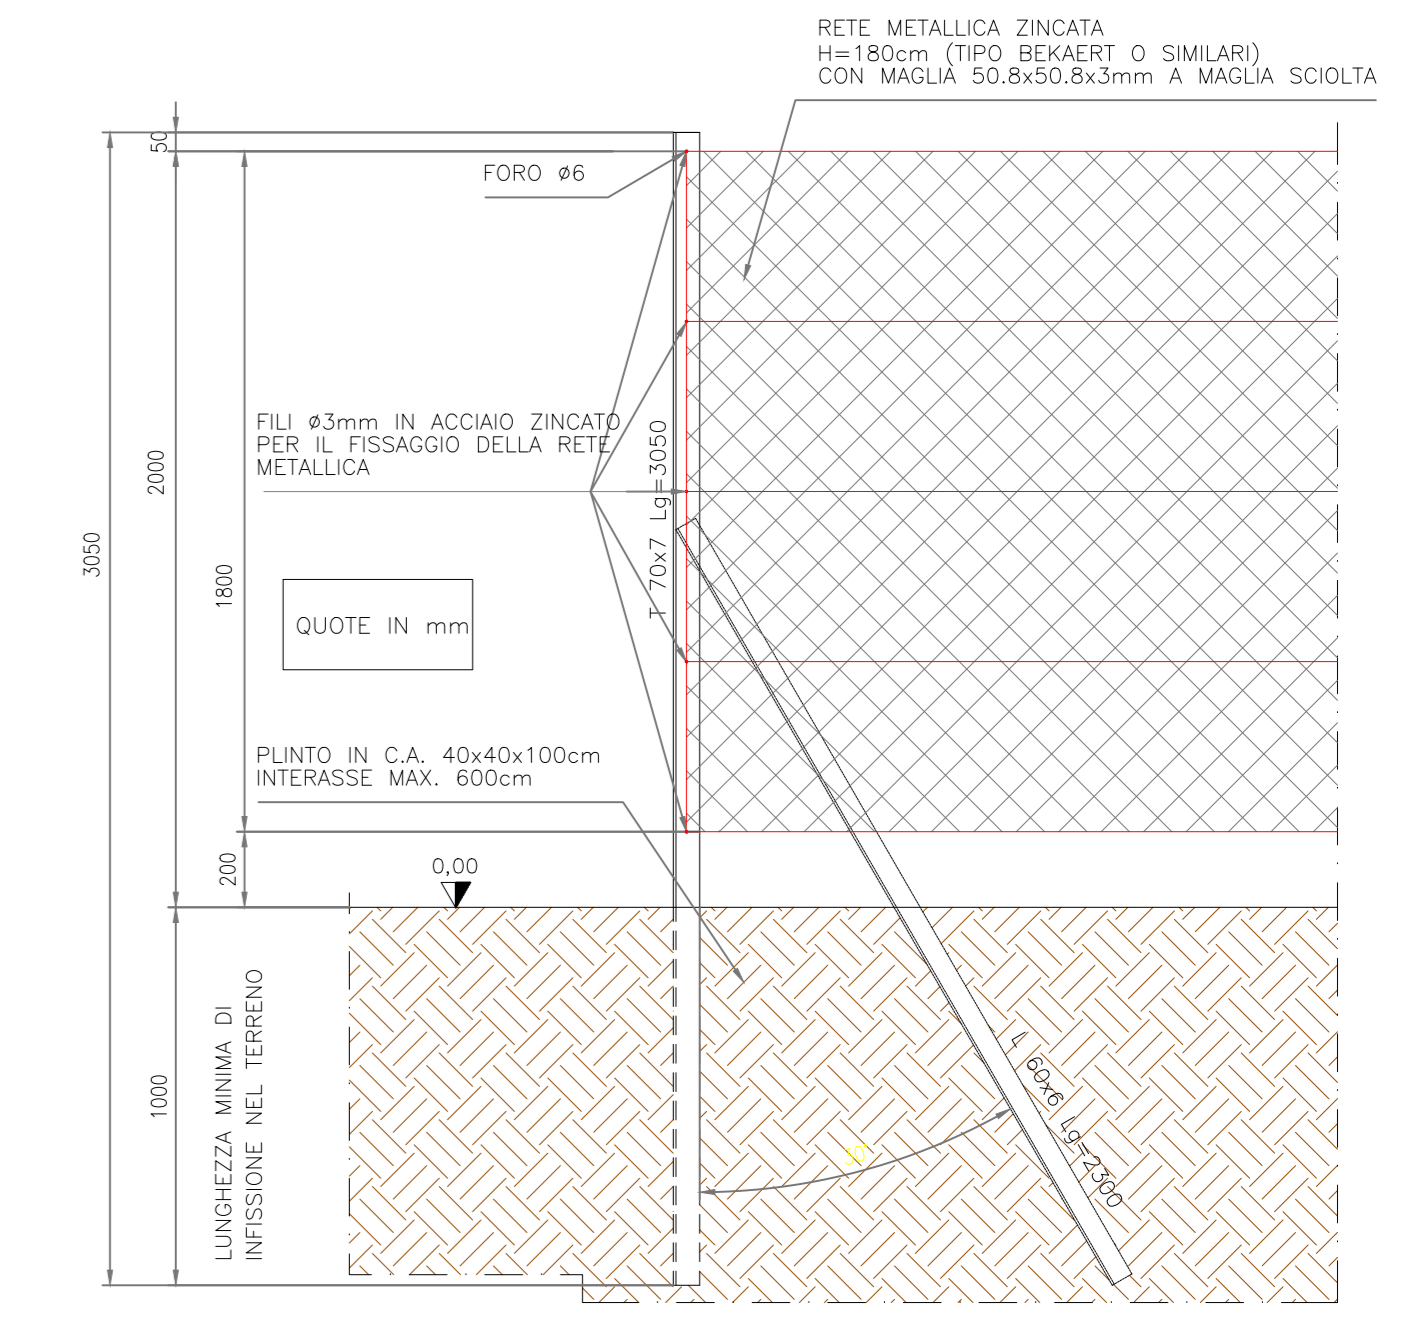 RETE METALLICA ZINCATA
H=180cm (TIPO BEKAERT O SIMILARI)
CON MAGLIA 50.8x50.8x3mm A MAGLIA SCIOLTA
50
FORO ø6
FILI ø3mm IN ACCIAIO ZINCATO
PER IL FISSAGGIO DELLA RETE
METALLICA
2000
3050
1800
T 70x7 Lg=3050
QUOTE IN mm
PLINTO IN C.A. 40x40x100cm
INTERASSE MAX. 600cm
200
0,00
1000
LUNGHEZZA MINIMA DI
INFISSIONE NEL TERRENO
30°
L 60x6 Lg=2300